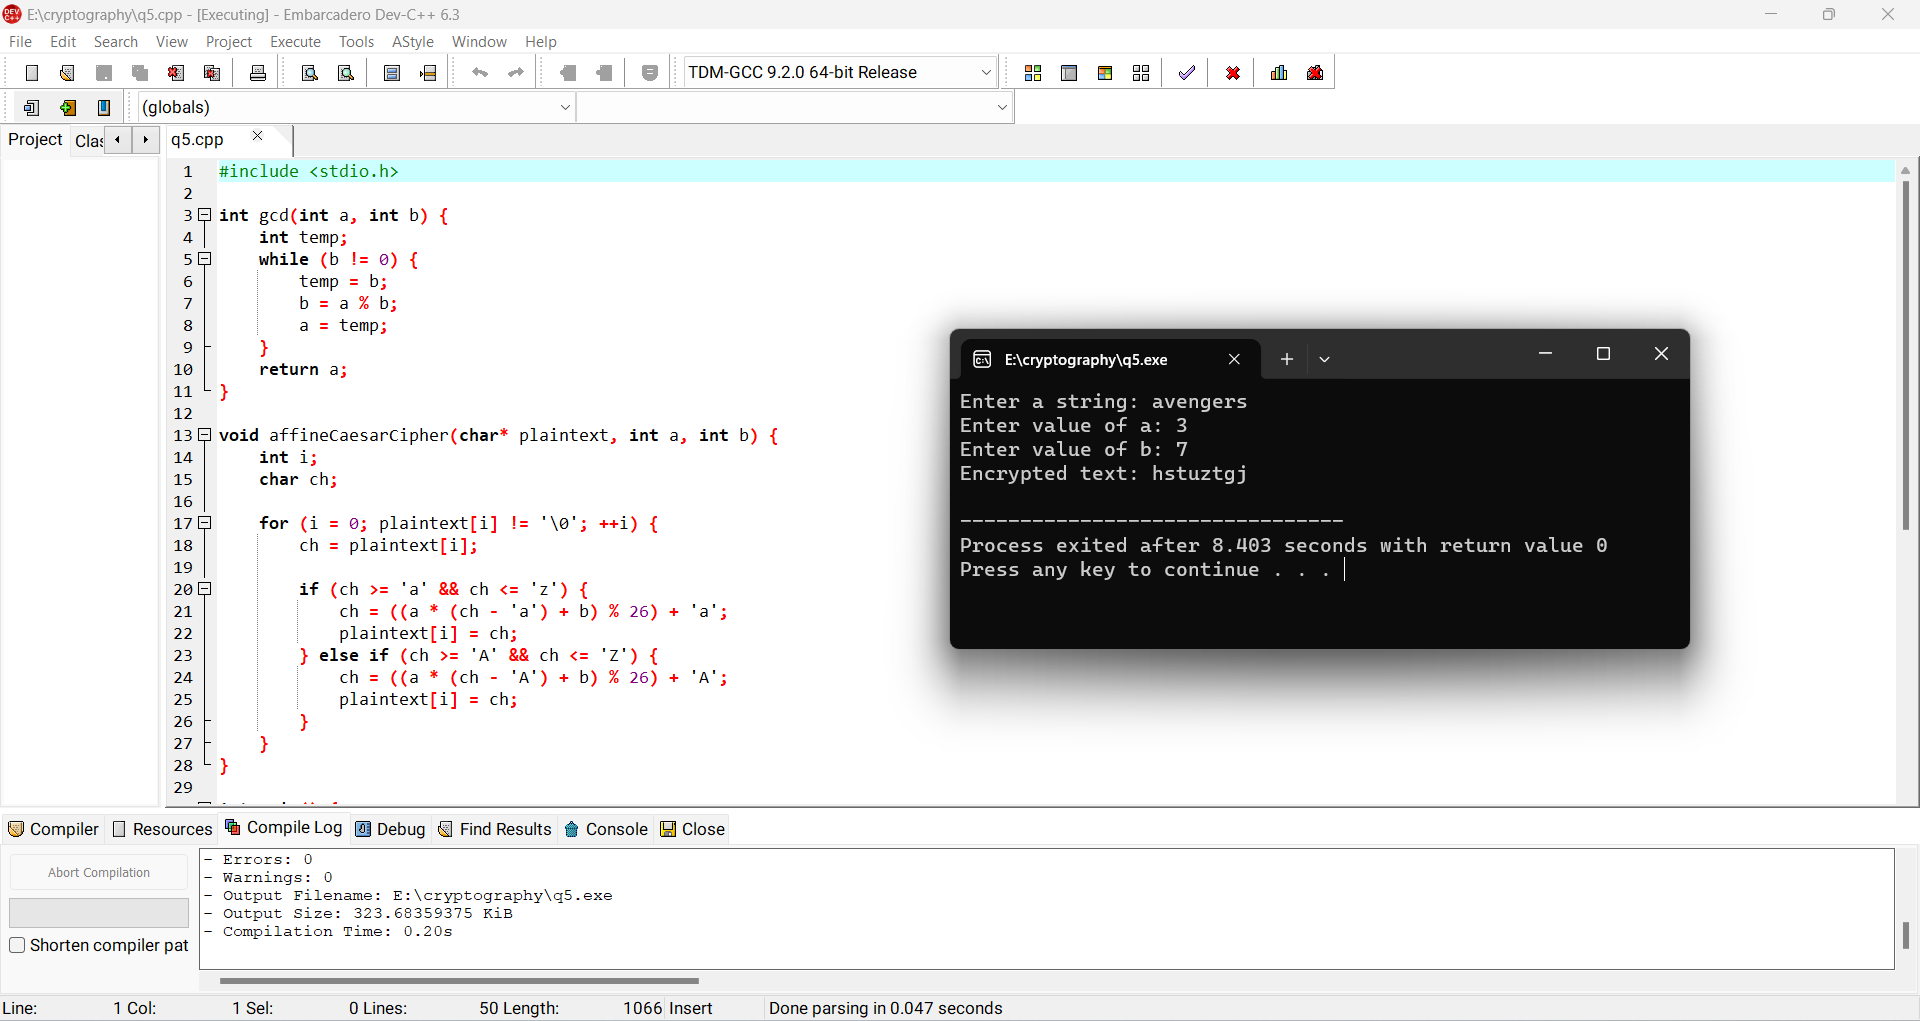 E:\cryptography\q5.cpp - [Executing] - Embarcadero Dev-C++ 6.3
File Edit Search View Project Execute Tools AStyle Window Help
TDM-GCC 9.2.0 64-bit Release
(globals)
Project Clas q5.cpp
1 #include <stdio.h>
2
3 int gcd(int a, int b) {
4 int temp;
5 while (b != 0) {
6 temp = b;
7 b = a % b;
8 a = temp;
9 }
10 return a;
11 }
12
13 void affineCaesarCipher(char* plaintext, int a, int b) {
14 int i;
15 char ch;
16
17 for (i = 0; plaintext[i] != '\0'; ++i) {
18 ch = plaintext[i];
19
20 if (ch >= 'a' && ch <= 'z') {
21 ch = ((a * (ch - 'a') + b) % 26) + 'a';
22 plaintext[i] = ch;
23 } else if (ch >= 'A' && ch <= 'Z') {
24 ch = ((a * (ch - 'A') + b) % 26) + 'A';
25 plaintext[i] = ch;
26 }
27 }
28 }
29
E:\cryptography\q5.exe
Enter a string: avengers
Enter value of a: 3
Enter value of b: 7
Encrypted text: hstuztgj
--------------------------------
Process exited after 8.403 seconds with return value 0
Press any key to continue . . .
Compiler Resources Compile Log Debug Find Results Console Close
Abort Compilation
Shorten compiler pat
- Errors: 0
- Warnings: 0
- Output Filename: E:\cryptography\q5.exe
- Output Size: 323.68359375 KiB
- Compilation Time: 0.20s
Line: 1 Col: 1 Sel: 0 Lines: 50 Length: 1066 Insert Done parsing in 0.047 seconds